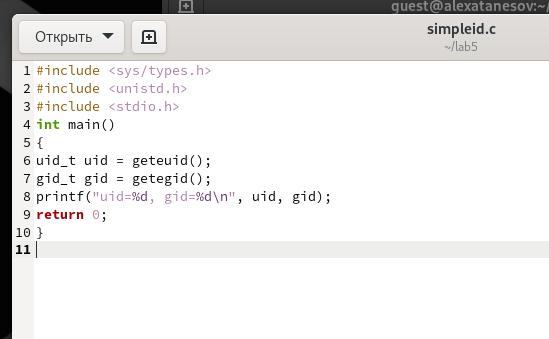 guest@alexatanesov:~/
Открыть
simpleid.c
~/lab5
1 #include <sys/types.h>
2 #include <unistd.h>
3 #include <stdio.h>
4 int main()
5 {
6 uid_t uid = geteuid();
7 gid_t gid = getegid();
8 printf("uid=%d, gid=%d\n", uid, gid);
9 return 0;
10 }
11